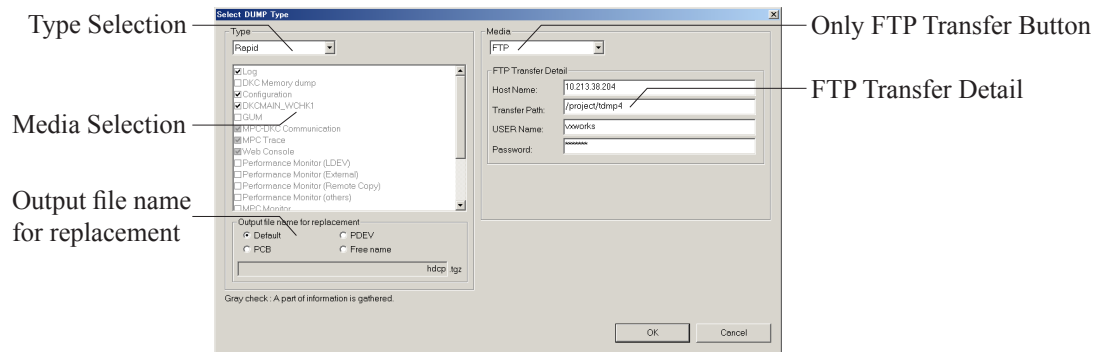 Type Selection
Media Selection
Output file name
for replacement
Select DUMP Type
Type
Rapid
Log
DKC Memory dump
Configuration
DKCMAIN_WCHK1
GUM
MPC-DKC Communication
MPC Trace
Web Console
Performance Monitor (LDEV)
Performance Monitor (External)
Performance Monitor (Remote Copy)
Performance Monitor (others)
MPC Monitor
Output file name for replacement
Default
PDEV
PCB
Free name
hdcp .tgz
Gray check : A part of information is gathered.
Media
FTP
FTP Transfer Detail
Host Name: 10.213.38.204
Transfer Path: /project/tdmp4
USER Name: vxworks
Password: *******
OK
Cancel
Only FTP Transfer Button
FTP Transfer Detail